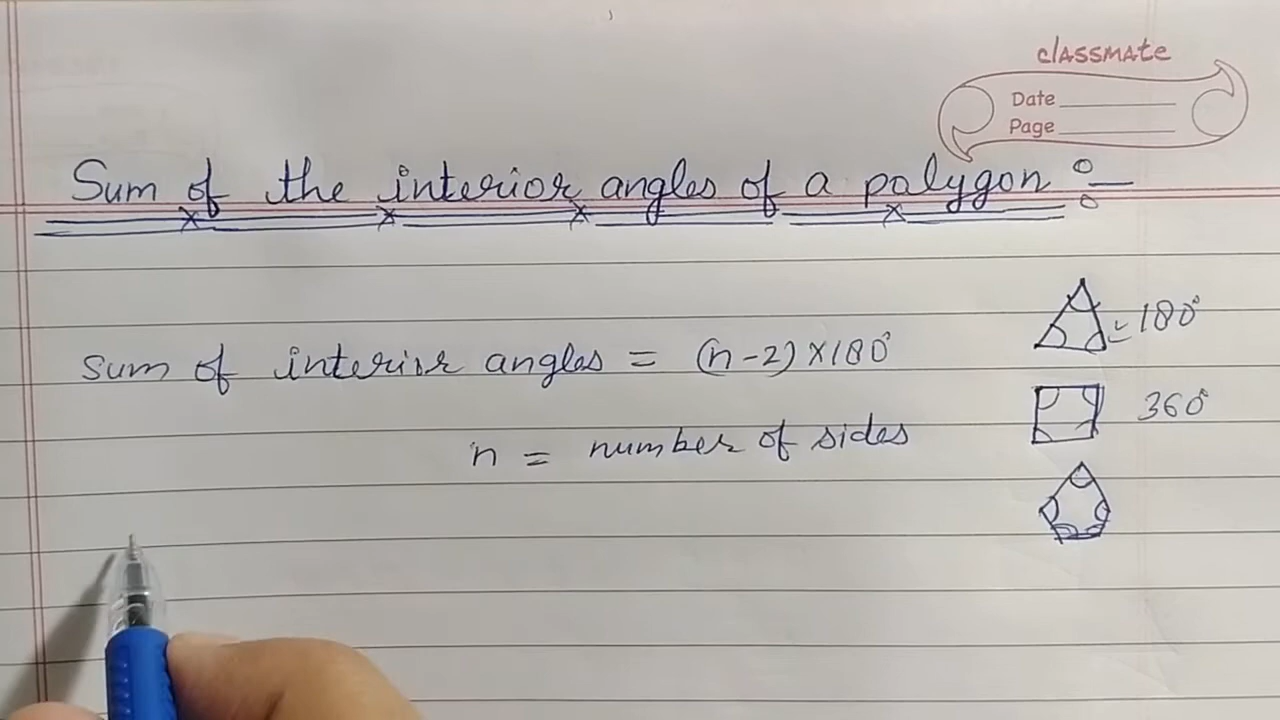 classmate
Date
Page
Sum of the interior angles of a polygon :-
sum of interior angles = (n-2)×180°
n = number of sides
= 180°
360°